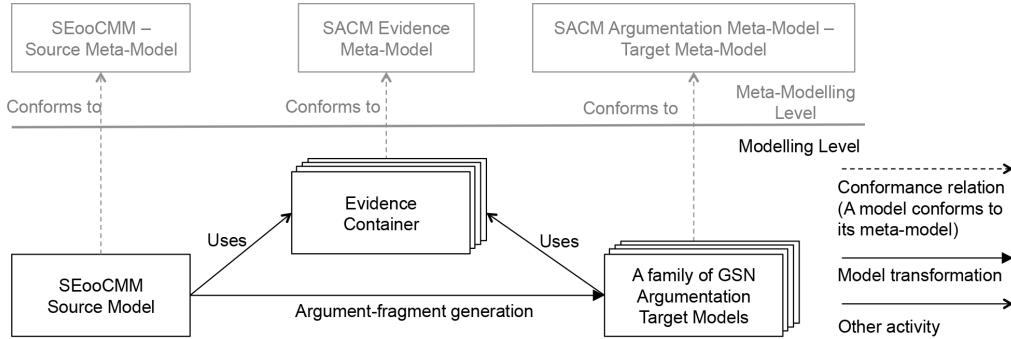 SEooCMM –
Source Meta-Model
SACM Evidence
Meta-Model
SACM Argumentation Meta-Model –
Target Meta-Model
Conforms to
Conforms to
Conforms to
Meta-Modelling
Level
Modelling Level
Evidence
Container
Conformance relation
(A model conforms to
its meta-model)
Uses
Uses
SEooCMM
Source Model
A family of GSN
Argumentation
Target Models
Argument-fragment generation
Model transformation
Other activity